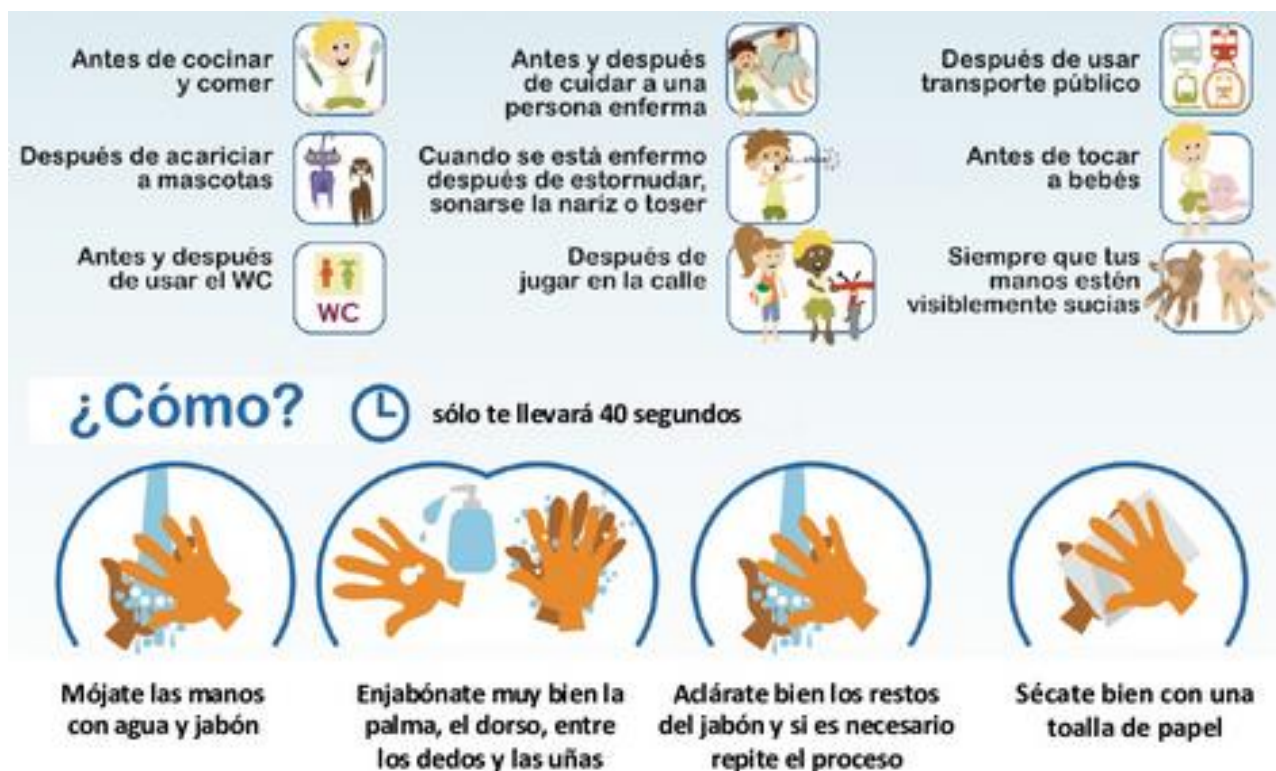 Antes de cocinar
y comer
Antes y después
de cuidar a una
persona enferma
Después de usar
transporte público
Después de acariciar
a mascotas
Cuando se está enfermo
después de estornudar,
sonarse la nariz o toser
Antes de tocar
a bebés
Antes y después
de usar el WC
WC
Después de
jugar en la calle
Siempre que tus
manos estén
visiblemente sucias
¿Cómo?
sólo te llevará 40 segundos
Mójate las manos
con agua y jabón
Enjabónate muy bien la
palma, el dorso, entre
los dedos y las uñas
Aclárate bien los restos
del jabón y si es necesario
repite el proceso
Sécate bien con una
toalla de papel